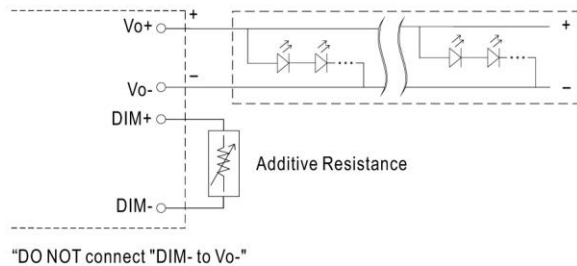 Vo+
+
+
−
−
Vo-
DIM+
Additive Resistance
DIM-
"DO NOT connect "DIM- to Vo-"